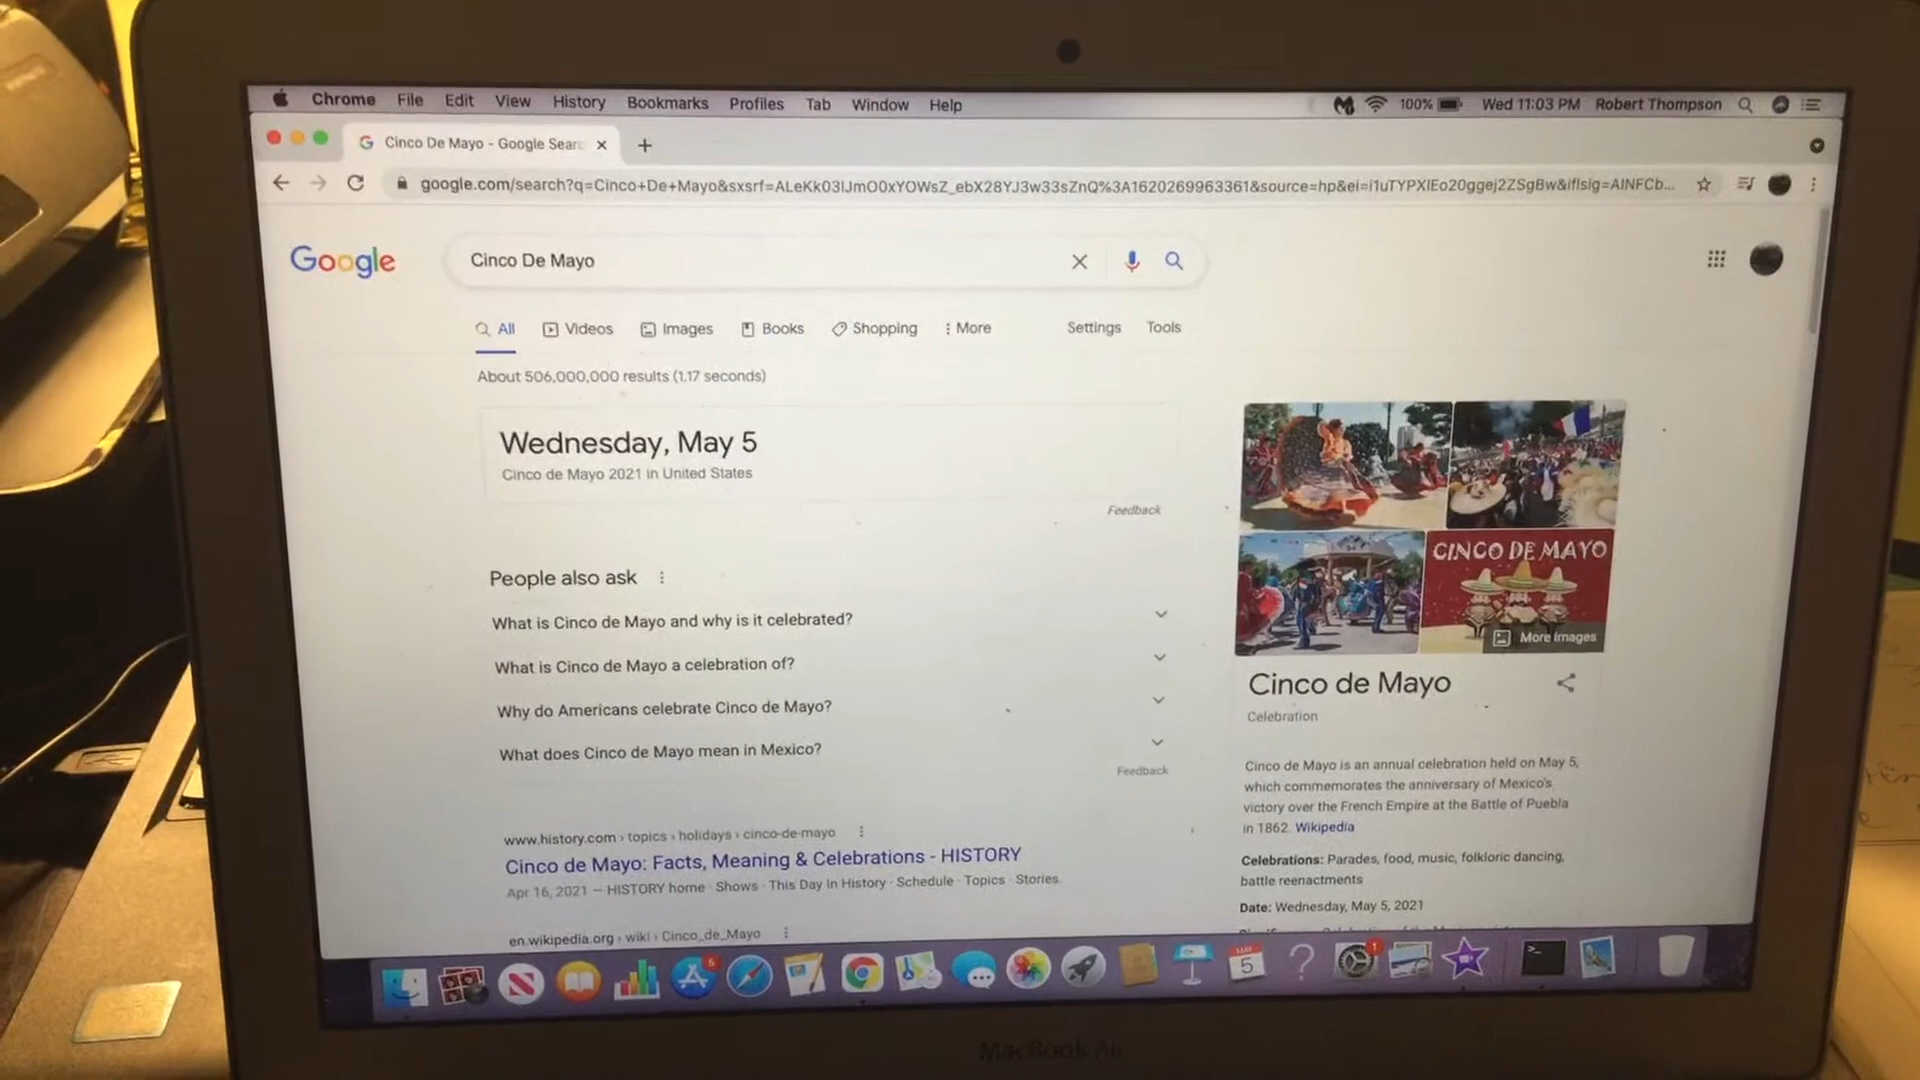 Chrome File Edit View History Bookmarks Profiles Tab Window Help 100% Wed 11:03 PM Robert Thompson
Cinco De Mayo - Google Searc
google.com/search?q=Cinco+De+Mayo&sxsrf=ALeKk03IJmO0xYOWsZ_ebX28YJ3w33sZnQ%3A1620269963361&source=hp&ei=i1uTYPXlEo20ggej2ZSgBw&iflsig=AINFCb...
Google
Cinco De Mayo
All Videos Images Books Shopping More Settings Tools
About 506,000,000 results (1.17 seconds)
Wednesday, May 5
Cinco de Mayo 2021 in United States
Feedback
People also ask
What is Cinco de Mayo and why is it celebrated?
What is Cinco de Mayo a celebration of?
Why do Americans celebrate Cinco de Mayo?
What does Cinco de Mayo mean in Mexico?
Feedback
www.history.com › topics › holidays › cinco-de-mayo
Cinco de Mayo: Facts, Meaning & Celebrations - HISTORY
Apr 16, 2021 — HISTORY home · Shows · This Day In History · Schedule · Topics · Stories.
en.wikipedia.org › wiki › Cinco_de_Mayo
CINCO DE MAYO
More images
Cinco de Mayo
Celebration
Cinco de Mayo is an annual celebration held on May 5,
which commemorates the anniversary of Mexico's
victory over the French Empire at the Battle of Puebla
in 1862. Wikipedia
Celebrations: Parades, food, music, folkloric dancing,
battle reenactments
Date: Wednesday, May 5, 2021
5
MAY
5
1
MacBook Air